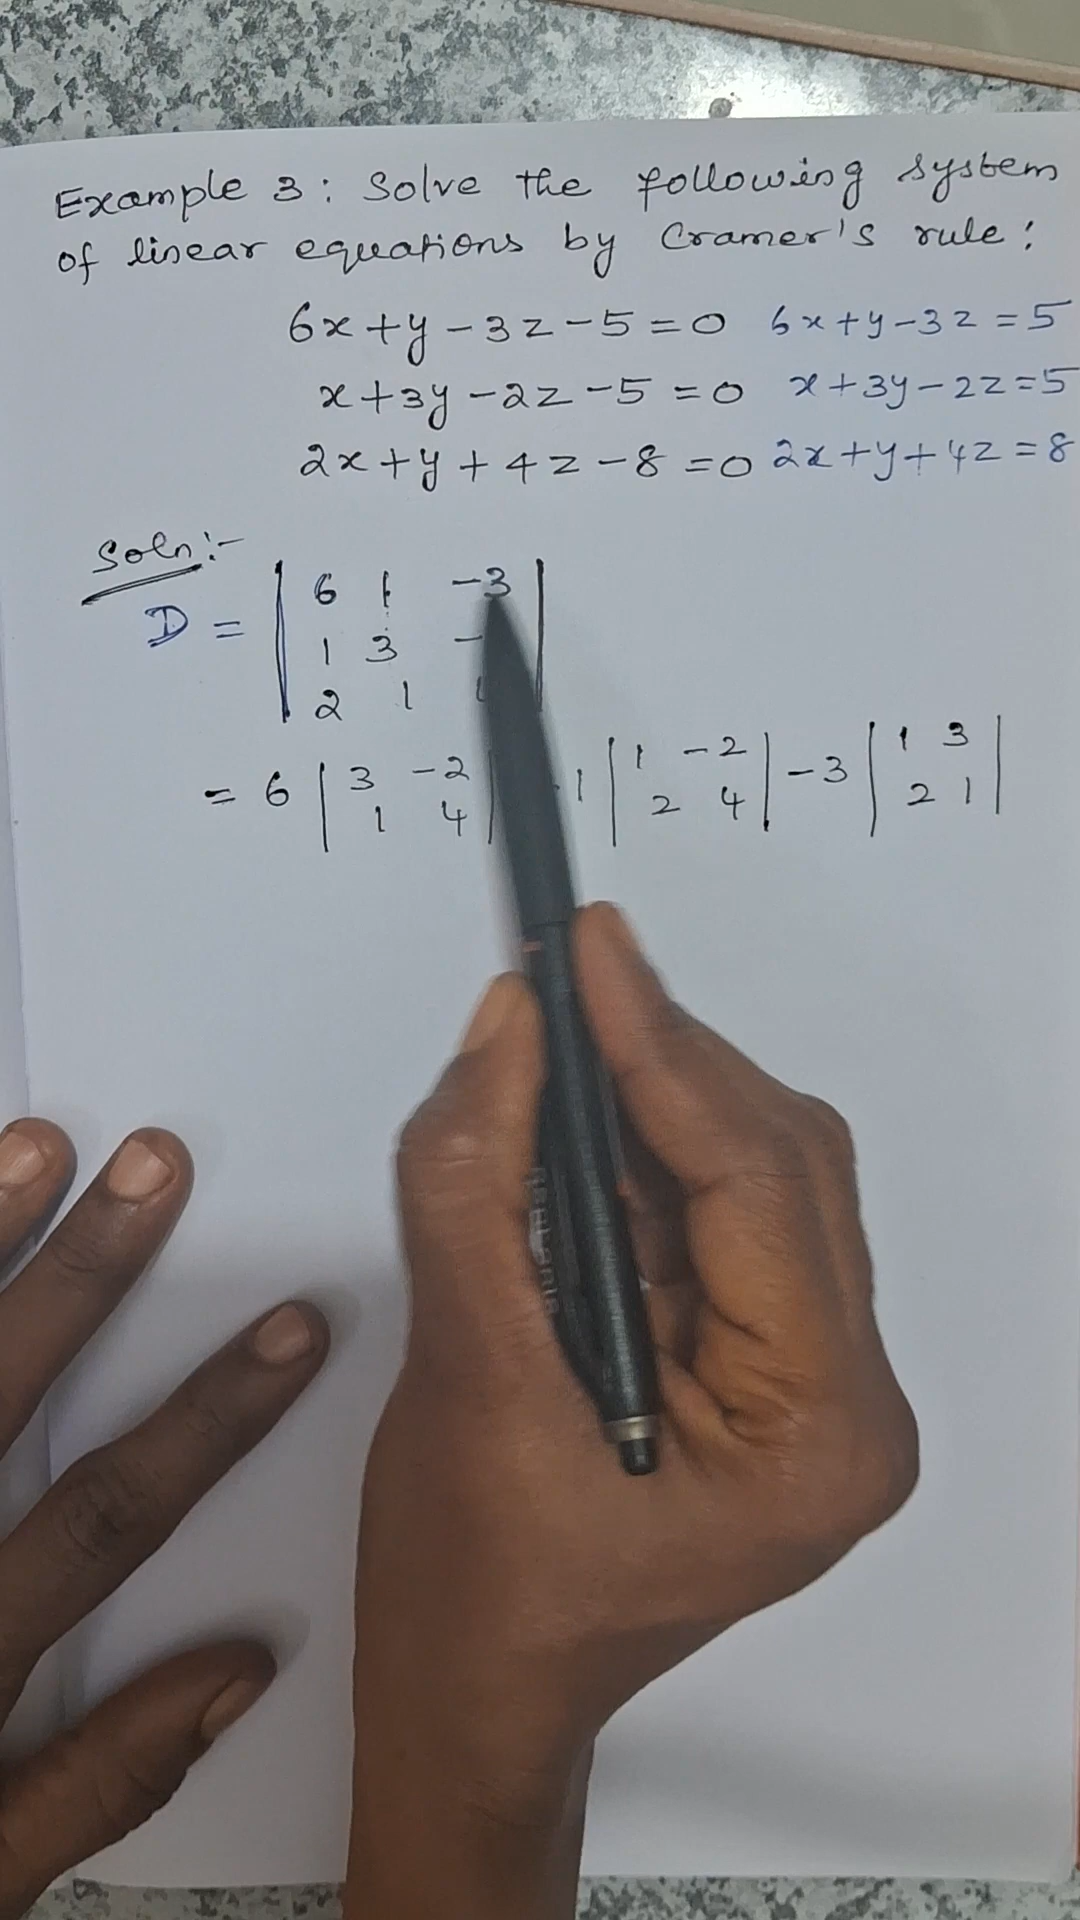 Example 3: Solve the following system
of linear equations by Cramer's rule:
6x+y-3z-5=0 6x+y-3z=5
x+3y-2z-5=0 x+3y-2z=5
2x+y+4z-8=0 2x+y+4z=8
Soln:-
D = | 6 1 -3 |
| 1 3 - |
| 2 1 |
= 6 | 3 -2 | 1 | 1 -2 | -3 | 1 3 |
| 1 4 | | 2 4 | | 2 1 |